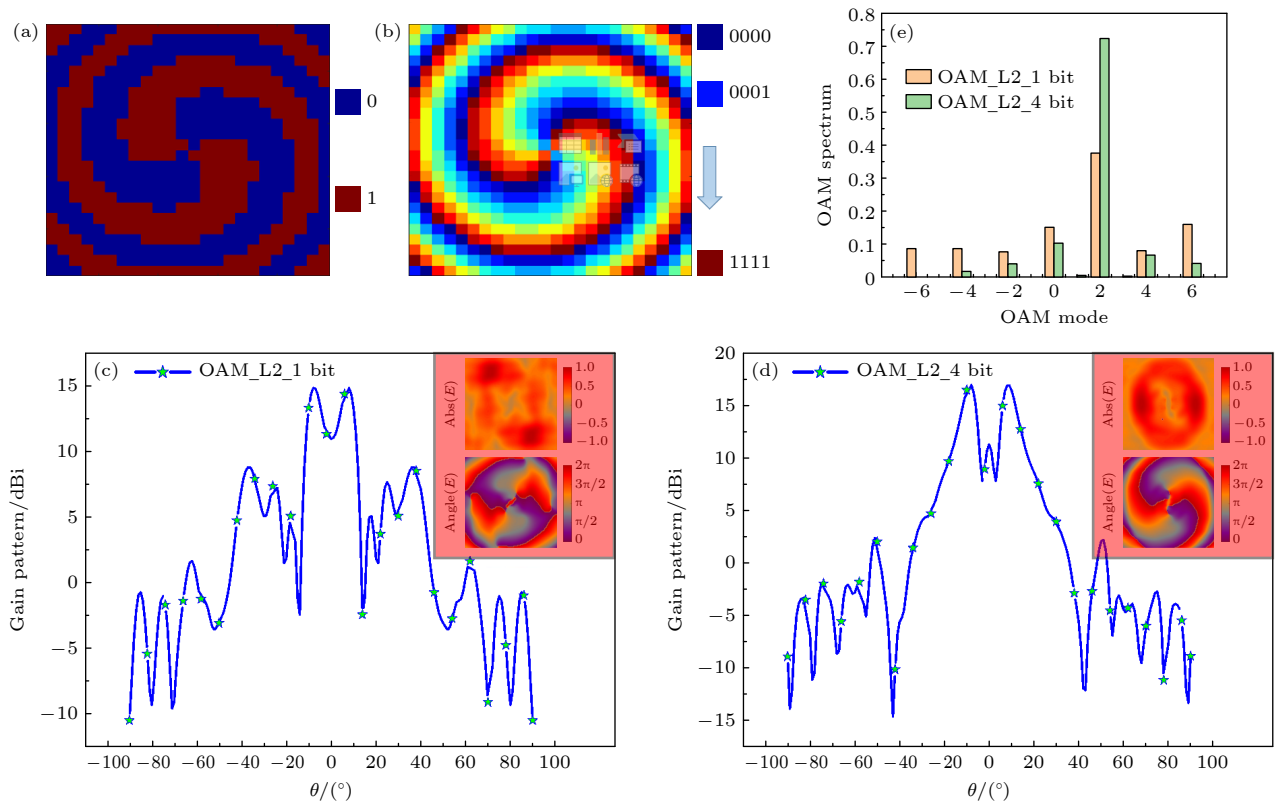 (a)
0
1
(b)
0000
0001
1111
(e)
OAM_L2_1 bit
OAM_L2_4 bit
OAM spectrum
0.8
0.7
0.6
0.5
0.4
0.3
0.2
0.1
0
−6 −4 −2 0 2 4 6
OAM mode
(c)
OAM_L2_1 bit
Gain pattern/dBi
15
10
5
0
−5
−10
−100 −80 −60 −40 −20 0 20 40 60 80 100
θ/(°)
Abs(E)
1.0
0.5
0
−0.5
−1.0
Angle(E)
2π
3π/2
π
π/2
0
(d)
OAM_L2_4 bit
Gain pattern/dBi
20
15
10
5
0
−5
−10
−15
−100 −80 −60 −40 −20 0 20 40 60 80 100
θ/(°)
Abs(E)
1.0
0.5
0
−0.5
−1.0
Angle(E)
2π
3π/2
π
π/2
0